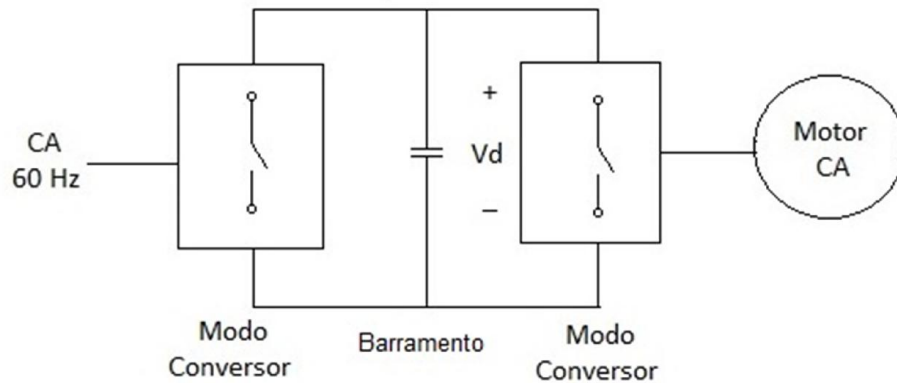 CA
60 Hz
+
Vd
–
Motor
CA
Modo
Conversor
Barramento
Modo
Conversor